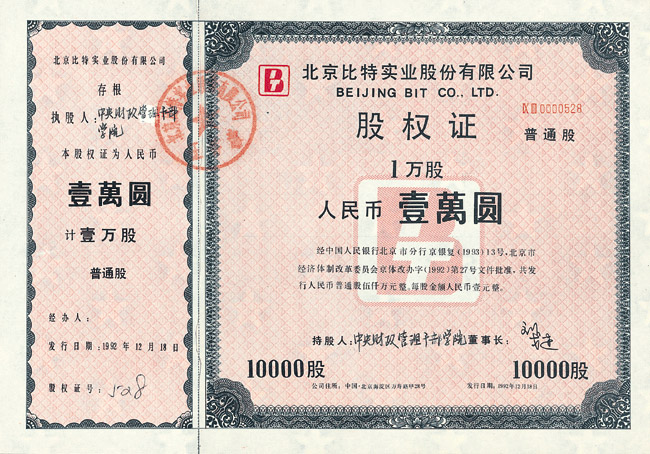 北京比特实业股份有限公司
存根
执股人：中央财政管理干部
学院
本股权证为人民币
壹萬圆
计壹万股
普通股
经办人：
发行日期：1992年12月18日
股权证号：528
北京比特实业股份有限公司
BEIJING BIT CO., LTD.
0000528
股权证
普通股
1万股
人民币 壹萬圆
经中国人民银行北京市分行京银复(1993)13号，北京市
经济体制改革委员会京体改办字(1992)第27号文件批准，共发
行人民币普通股伍仟万元整。每股金额人民币壹元整。
持股人：中央财政管理干部学院 董事长：
10000股
10000股
公司住所：中国·北京海淀区万寿路甲28号
发行日期：1992年12月18日